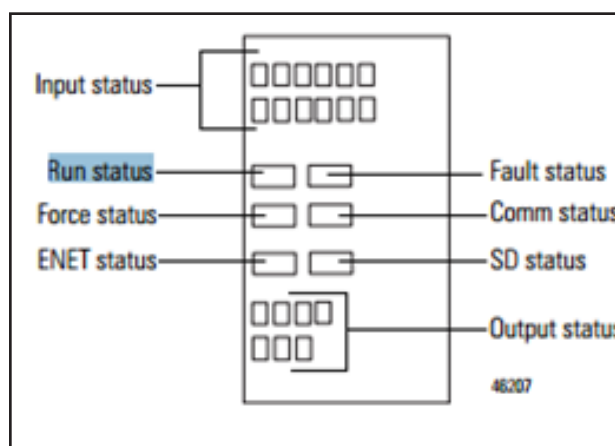 Input status
Run status
Fault status
Force status
Comm status
ENET status
SD status
Output status
46207